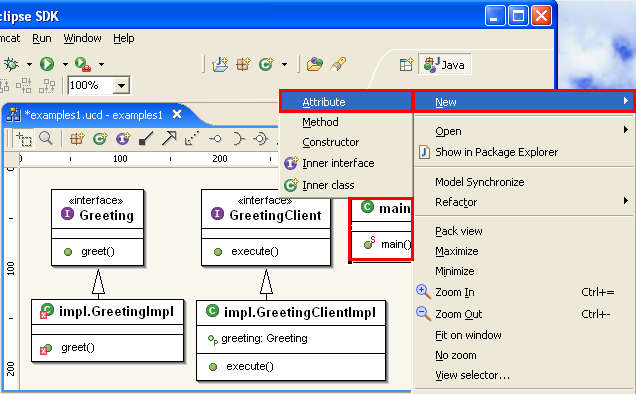 clipse SDK
mcat Run Window Help
Java
100%
*examples1.ucd - examples1
0 100 200
0
100
200
«interface»
Greeting
greet()
«interface»
GreetingClient
execute()
main
main()
impl.GreetingImpl
greet()
impl.GreetingClientImpl
greeting: Greeting
execute()
Attribute
Method
Constructor
Inner interface
Inner class
New
Open
Show in Package Explorer
Model Synchronize
Refactor
Pack view
Maximize
Minimize
Zoom In Ctrl+=
Zoom Out Ctrl+-
Fit on window
No zoom
View selector...